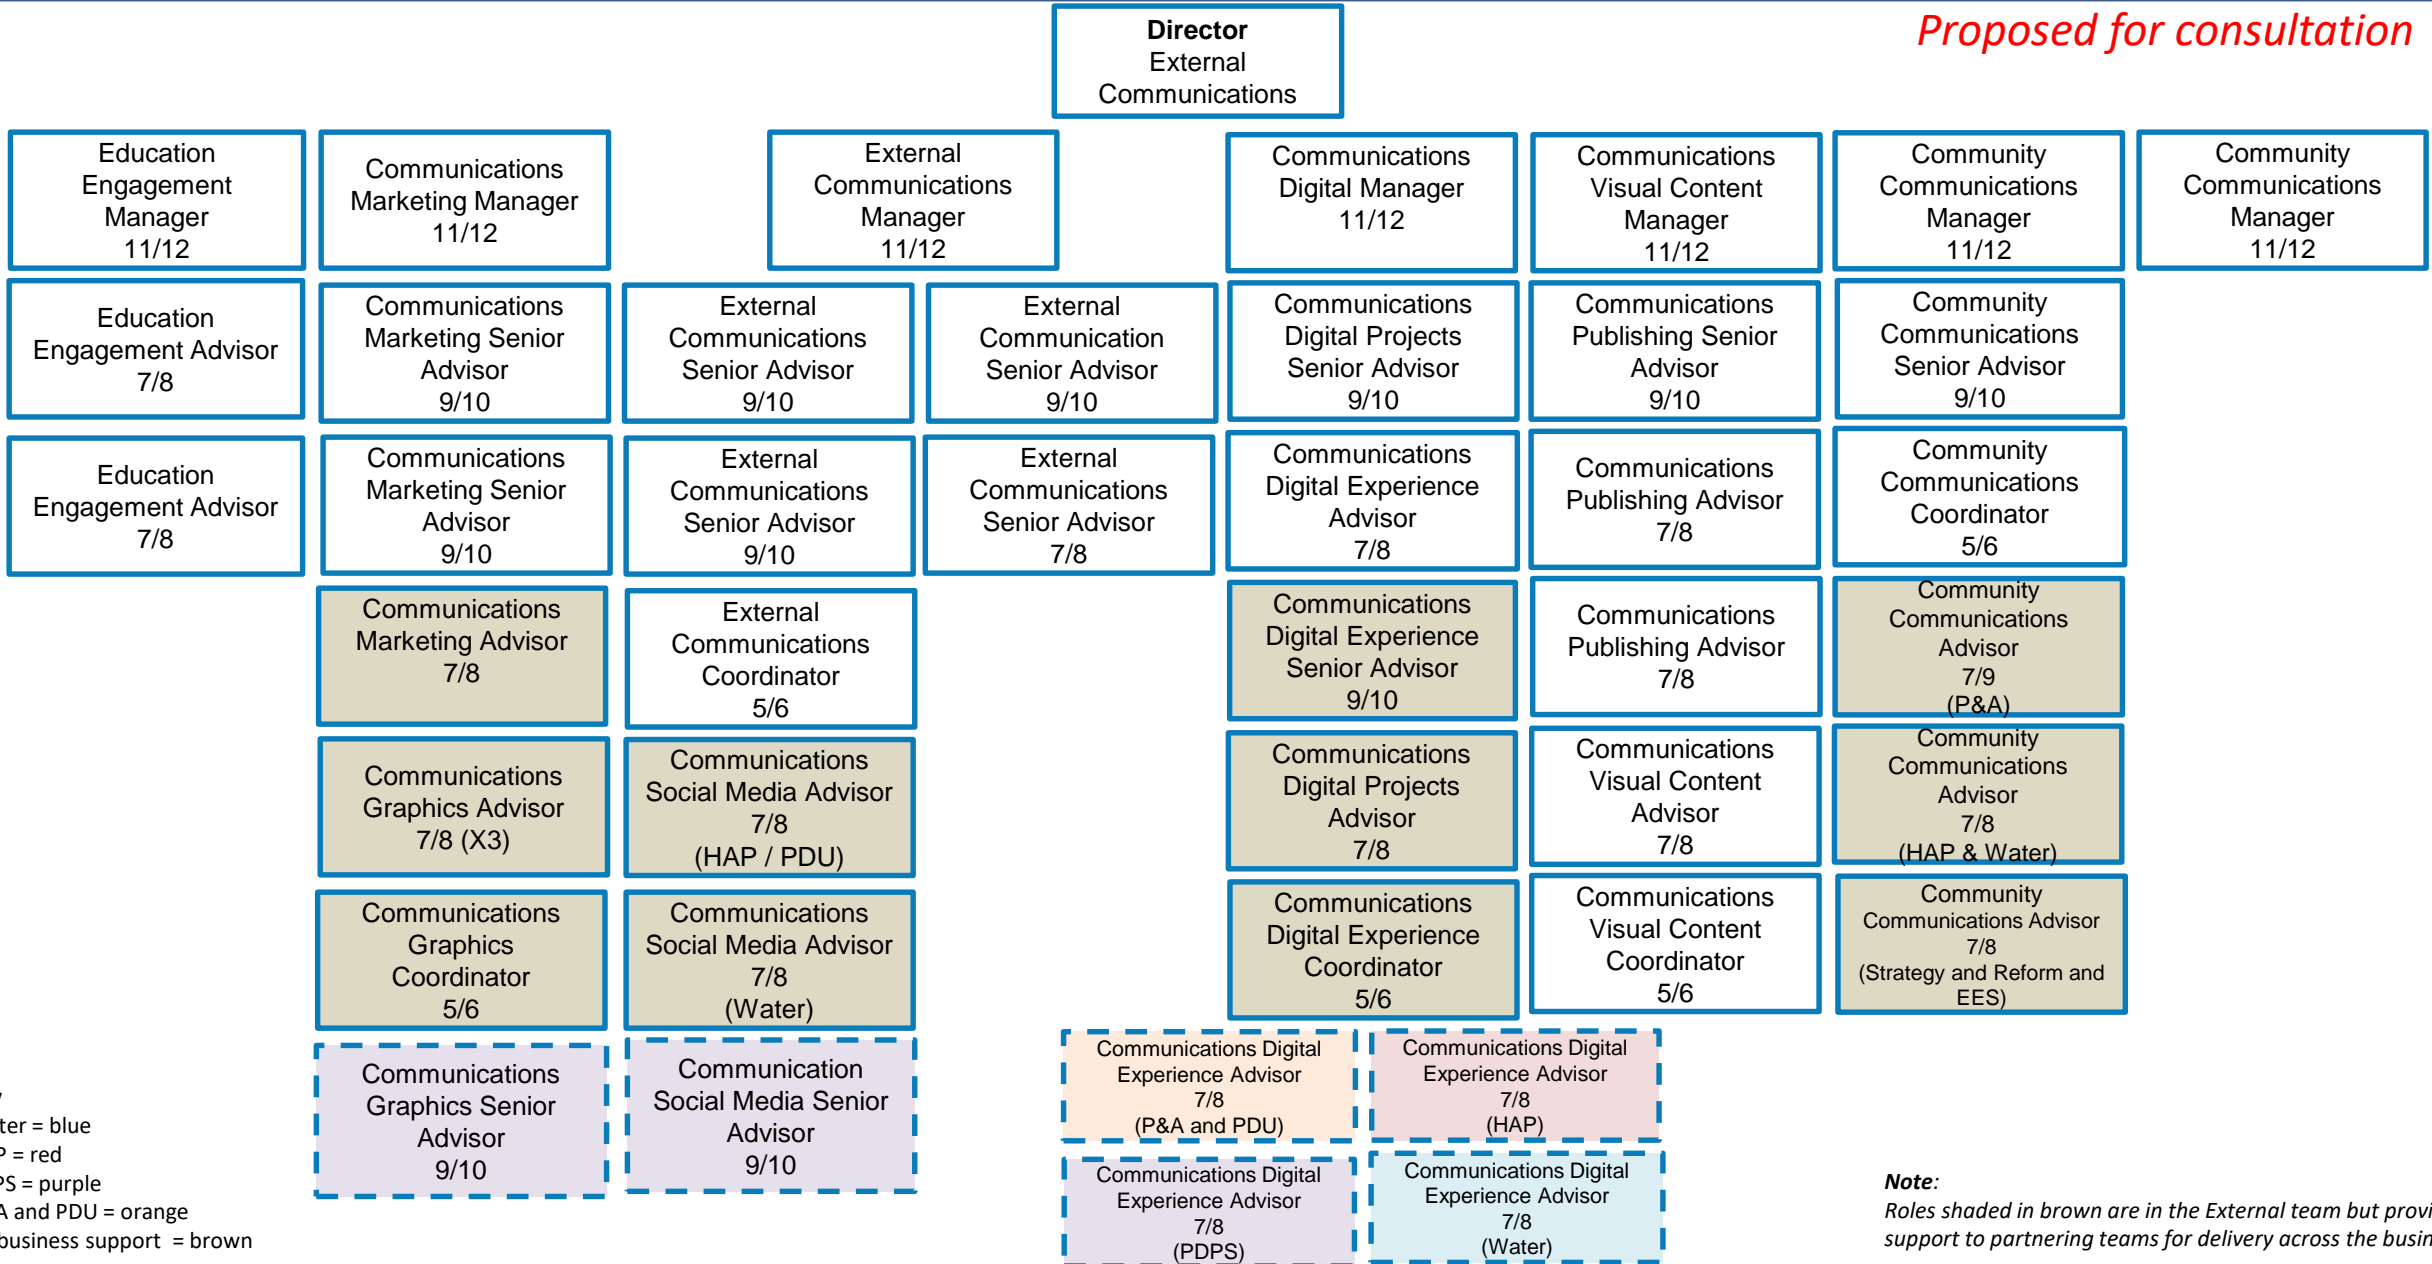 Proposed for consultation
Director
External
Communications
Education
Engagement
Manager
11/12
Communications
Marketing Manager
11/12
External
Communications
Manager
11/12
Communications
Digital Manager
11/12
Communications
Visual Content
Manager
11/12
Community
Communications
Manager
11/12
Community
Communications
Manager
11/12
Education
Engagement Advisor
7/8
Communications
Marketing Senior
Advisor
9/10
External
Communications
Senior Advisor
9/10
External
Communication
Senior Advisor
9/10
Communications
Digital Projects
Senior Advisor
9/10
Communications
Publishing Senior
Advisor
9/10
Community
Communications
Senior Advisor
9/10
Education
Engagement Advisor
7/8
Communications
Marketing Senior
Advisor
9/10
External
Communications
Senior Advisor
9/10
External
Communications
Senior Advisor
7/8
Communications
Digital Experience
Advisor
7/8
Communications
Publishing Advisor
7/8
Community
Communications
Coordinator
5/6
Communications
Marketing Advisor
7/8
External
Communications
Coordinator
5/6
Communications
Digital Experience
Senior Advisor
9/10
Communications
Publishing Advisor
7/8
Community
Communications
Advisor
7/9
(P&A)
Communications
Graphics Advisor
7/8 (X3)
Communications
Social Media Advisor
7/8
(HAP / PDU)
Communications
Digital Projects
Advisor
7/8
Communications
Visual Content
Advisor
7/8
Community
Communications
Advisor
7/8
(HAP & Water)
Communications
Graphics
Coordinator
5/6
Communications
Social Media Advisor
7/8
(Water)
Communications
Digital Experience
Coordinator
5/6
Communications
Visual Content
Coordinator
5/6
Community
Communications Advisor
7/8
(Strategy and Reform and
EES)
Communications
Graphics Senior
Advisor
9/10
Communication
Social Media Senior
Advisor
9/10
Communications Digital
Experience Advisor
7/8
(P&A and PDU)
Communications Digital
Experience Advisor
7/8
(HAP)
Communications Digital
Experience Advisor
7/8
(PDPS)
Communications Digital
Experience Advisor
7/8
(Water)
ter = blue
P = red
PS = purple
A and PDU = orange
business support = brown
Note:
Roles shaded in brown are in the External team but provi
support to partnering teams for delivery across the busin